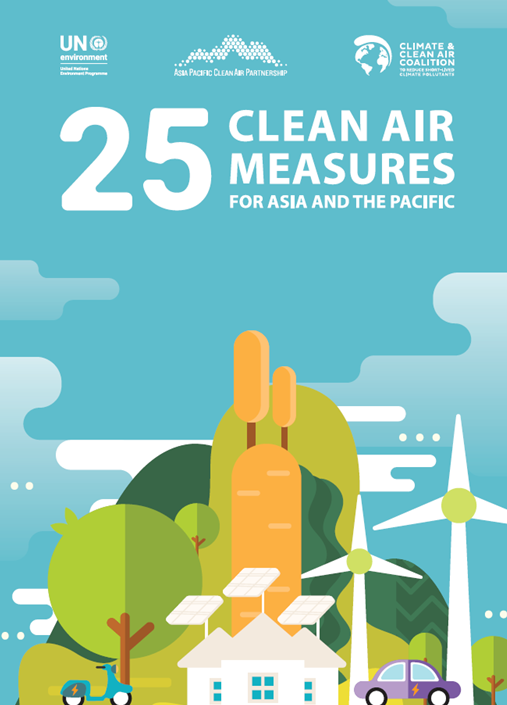 UN
environment
United Nations
Environment Programme
ASIA PACIFIC CLEAN AIR PARTNERSHIP
CLIMATE &
CLEAN AIR
COALITION
TO REDUCE SHORT-LIVED
CLIMATE POLLUTANTS
25
CLEAN AIR
MEASURES
FOR ASIA AND THE PACIFIC